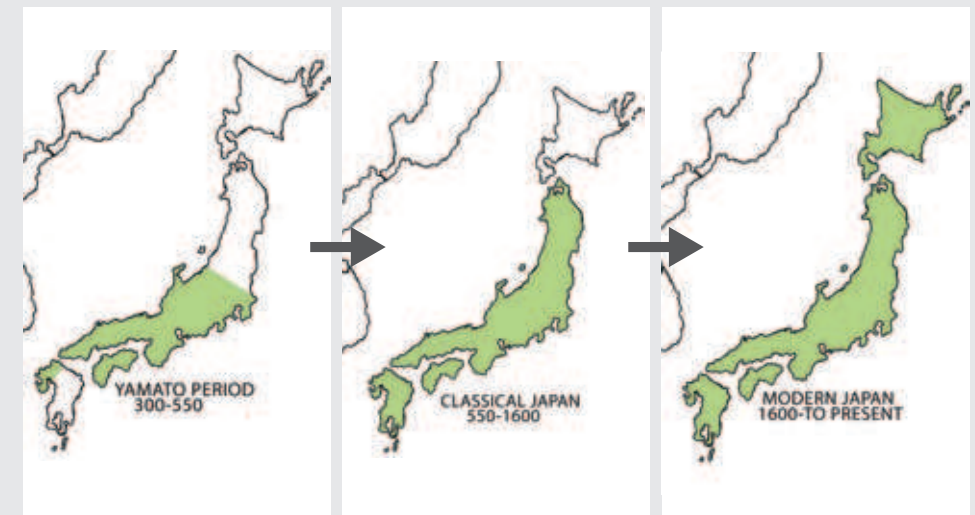 YAMATO PERIOD
300-550
CLASSICAL JAPAN
550-1600
MODERN JAPAN
1600-TO PRESENT